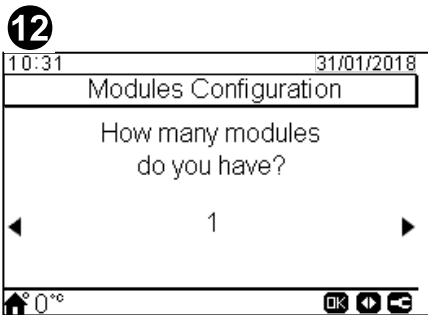 12
10:31 31/01/2018
Modules Configuration
How many modules
do you have?
1
0°c
OK